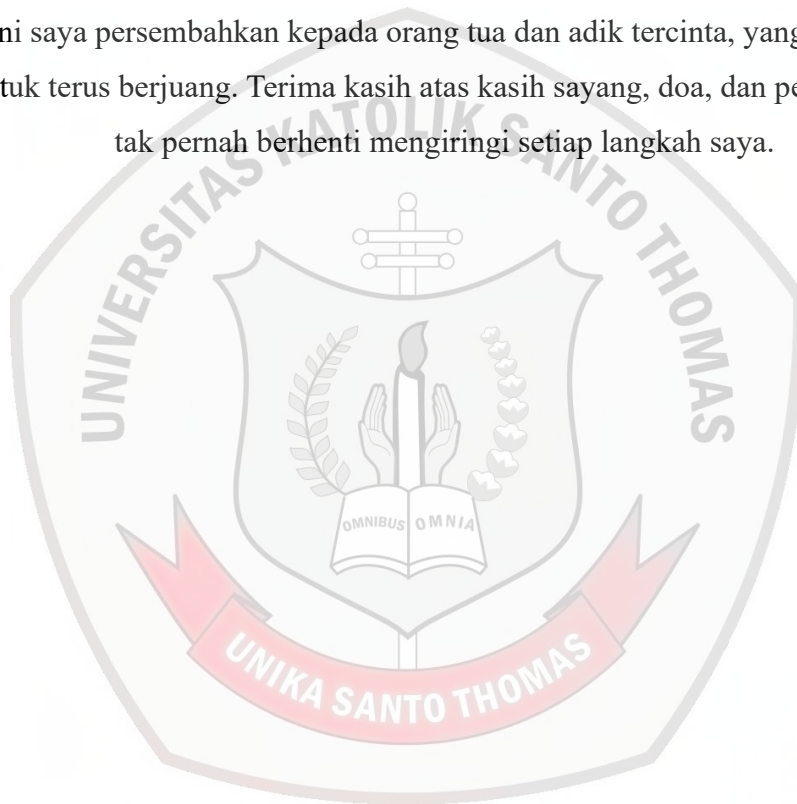 ni saya persembahkan kepada orang tua dan adik tercinta, yang
tuk terus berjuang. Terima kasih atas kasih sayang, doa, dan pe
tak pernah berhenti mengiringi setiap langkah saya.
UNIVERSITAS KATOLIK SANTO THOMAS
OMNIBUS OMNIA
UNIKA SANTO THOMAS